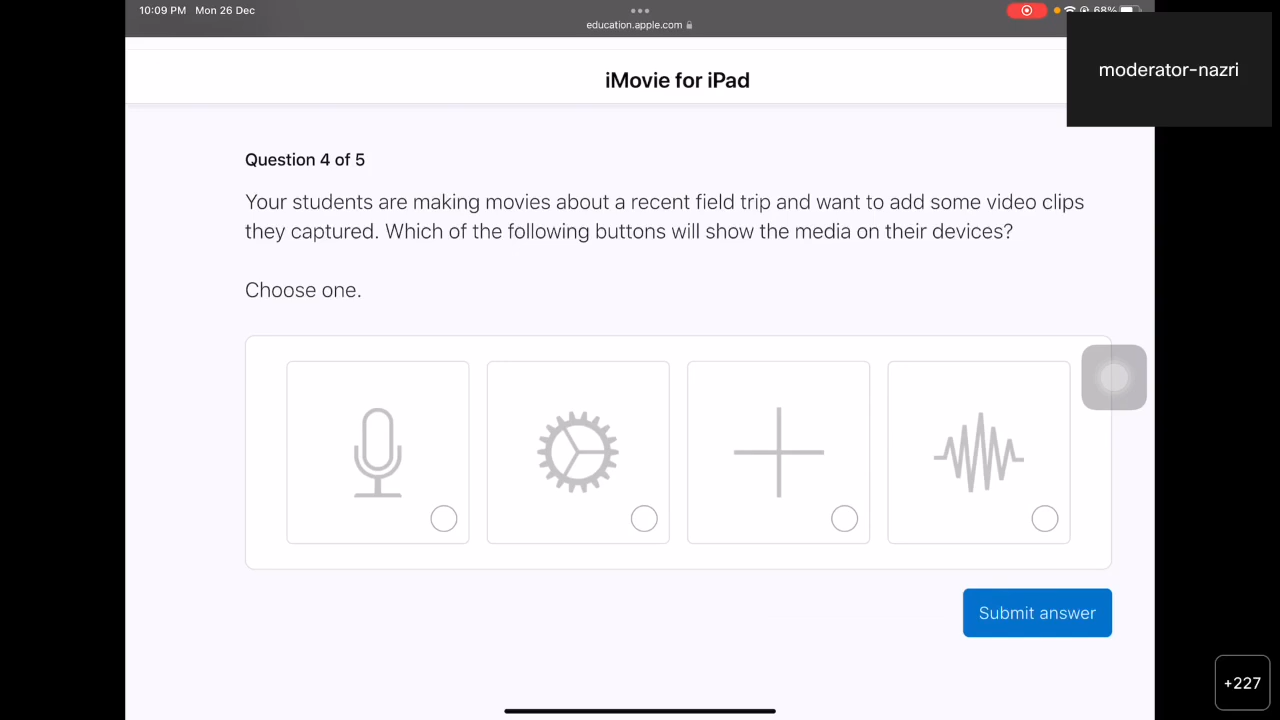 10:09 PM Mon 26 Dec
68%
education.apple.com
moderator-nazri
iMovie for iPad
Question 4 of 5
Your students are making movies about a recent field trip and want to add some video clips
they captured. Which of the following buttons will show the media on their devices?
Choose one.
Submit answer
+227